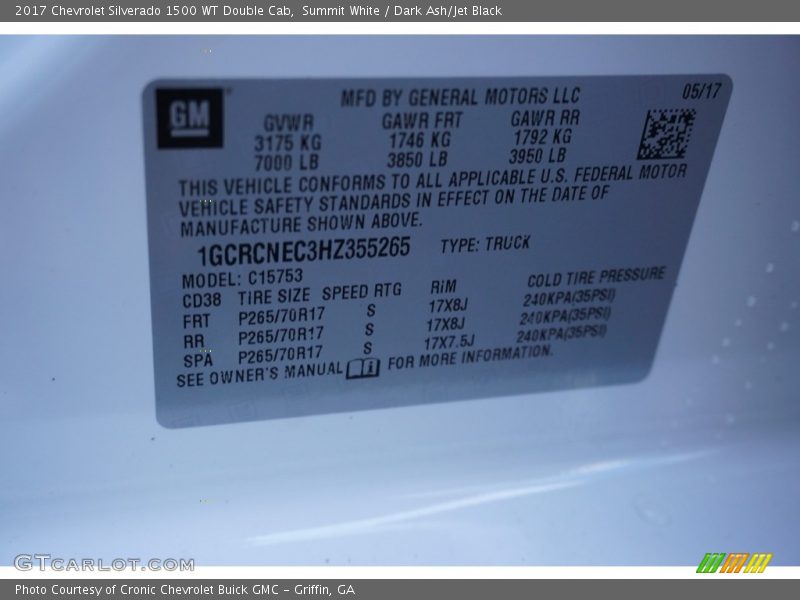 2017 Chevrolet Silverado 1500 WT Double Cab,  Summit White / Dark Ash/Jet Black
GM
MFD BY GENERAL MOTORS LLC
05/17
GVWR GAWR FRT GAWR RR
3175 KG 1746 KG 1792 KG
7000 LB 3850 LB 3950 LB
THIS VEHICLE CONFORMS TO ALL APPLICABLE U.S. FEDERAL MOTOR
VEHICLE SAFETY STANDARDS IN EFFECT ON THE DATE OF
MANUFACTURE SHOWN ABOVE.
1GCRCNEC3HZ355265 TYPE: TRUCK
MODEL: C15753
CD38 TIRE SIZE SPEED RTG RIM COLD TIRE PRESSURE
FRT P265/70R17 S 17X8J 240KPA(35PSI)
RR P265/70R17 S 17X8J 240KPA(35PSI)
SPA P265/70R17 S 17X7.5J 240KPA(35PSI)
SEE OWNER'S MANUAL FOR MORE INFORMATION.
GTCARLOT.COM
Photo Courtesy of Cronic Chevrolet Buick GMC - Griffin, GA